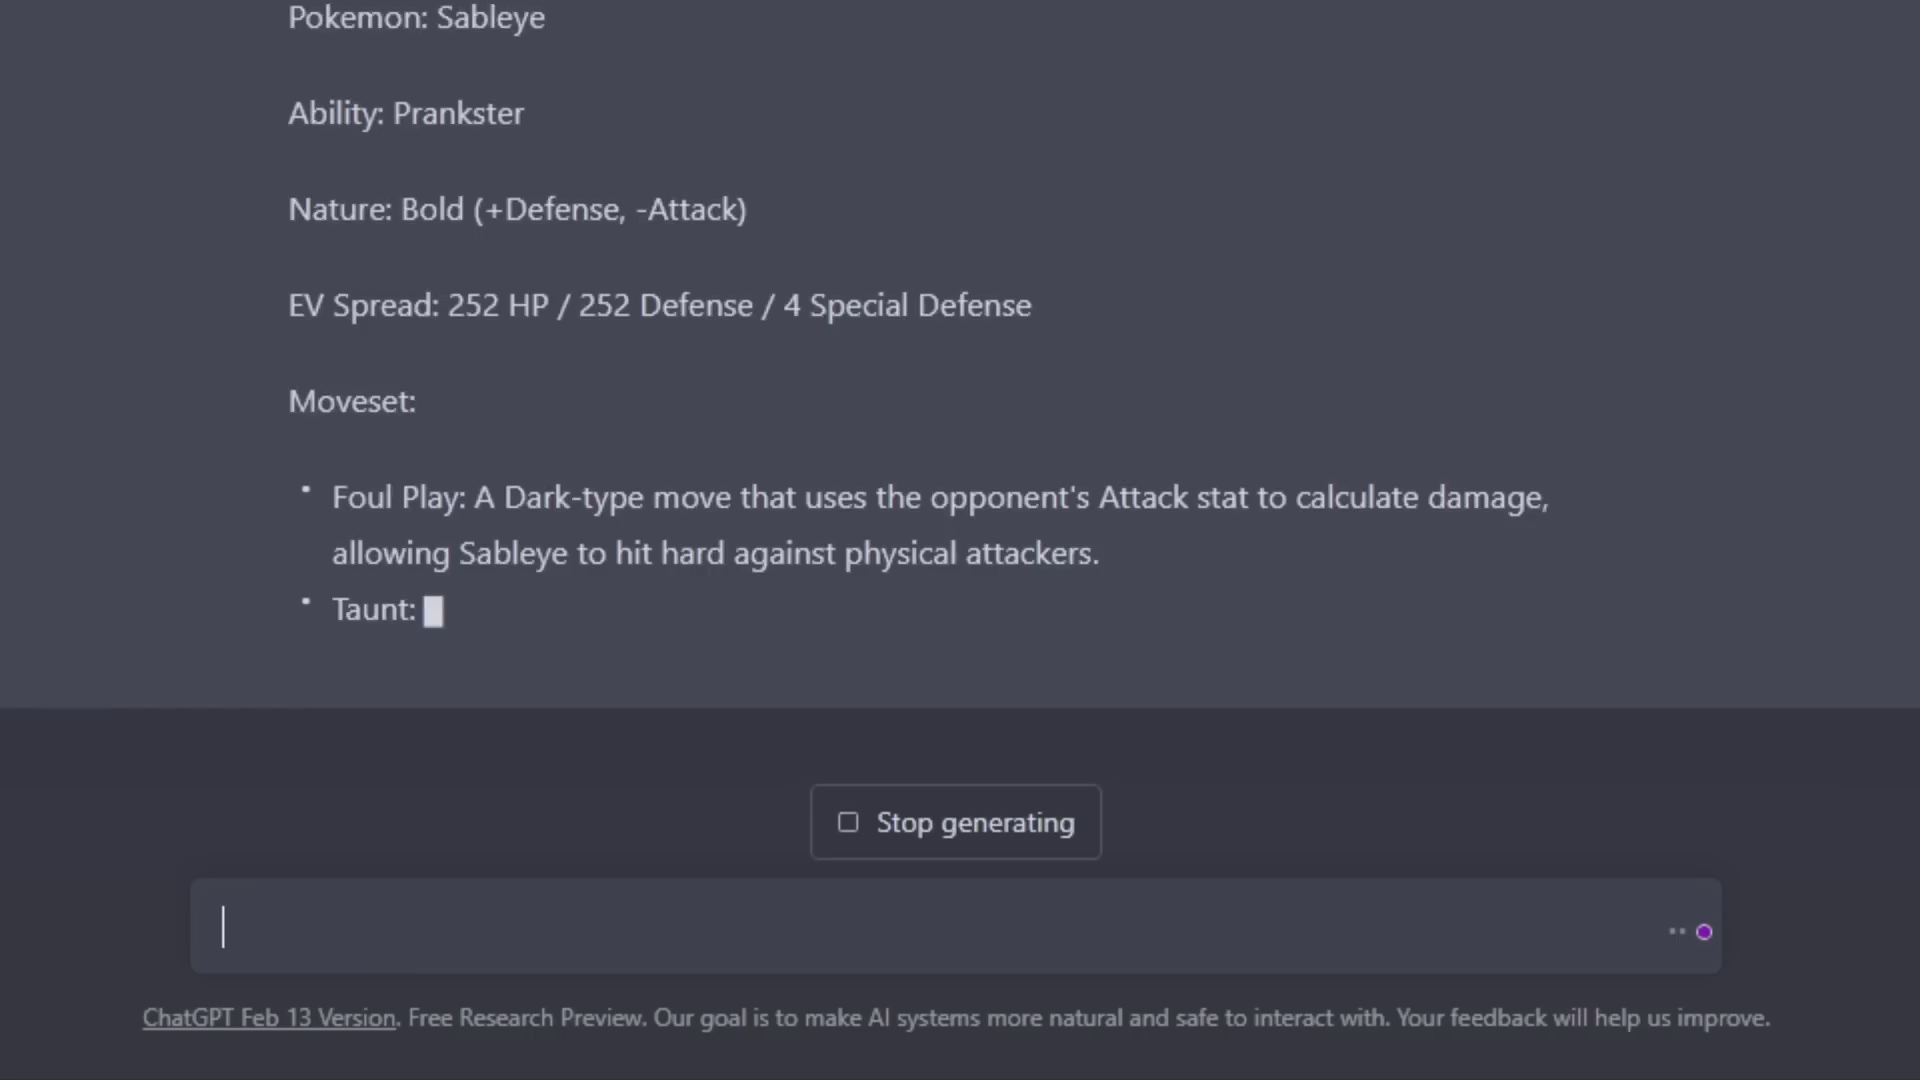 Pokemon: Sableye
Ability: Prankster
Nature: Bold (+Defense, -Attack)
EV Spread: 252 HP / 252 Defense / 4 Special Defense
Moveset:
• Foul Play: A Dark-type move that uses the opponent's Attack stat to calculate damage,
allowing Sableye to hit hard against physical attackers.
• Taunt:
Stop generating
ChatGPT Feb 13 Version. Free Research Preview. Our goal is to make AI systems more natural and safe to interact with. Your feedback will help us improve.